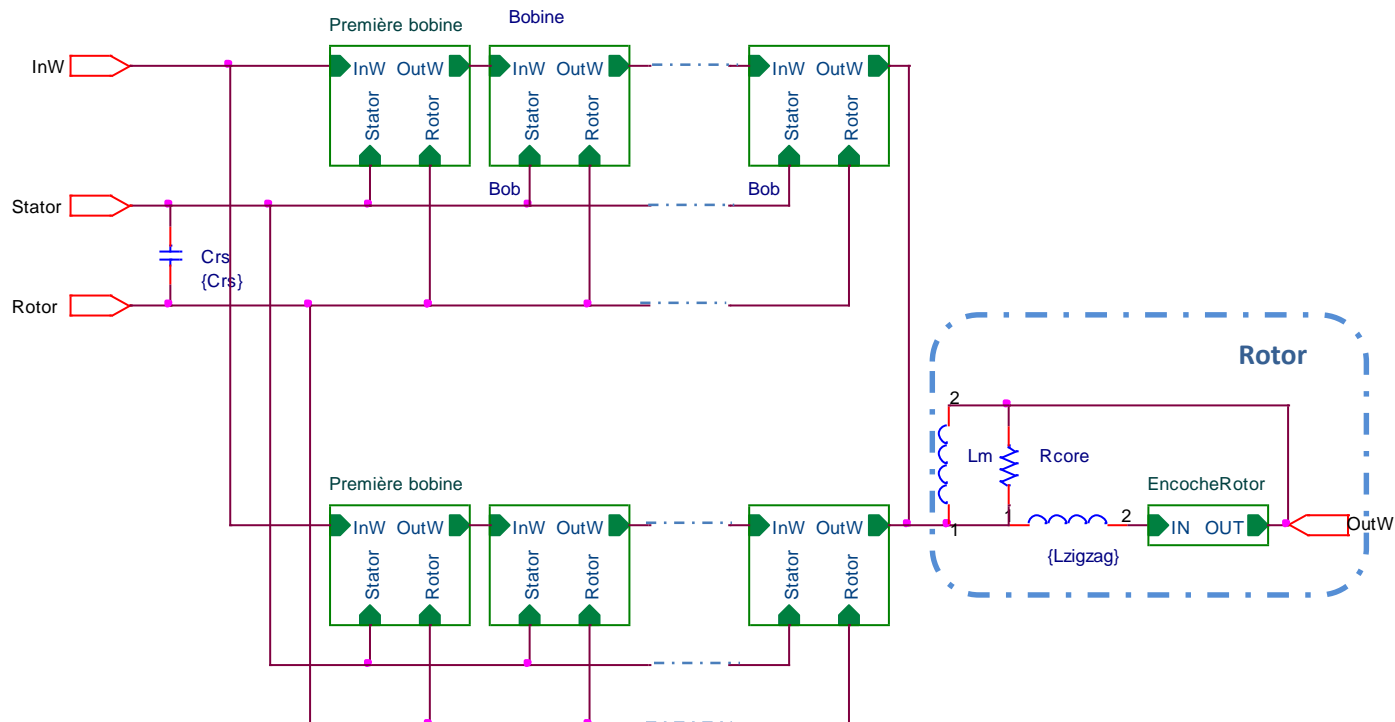 Première bobine
Bobine
InW
InW OutW
InW OutW
InW OutW
Stator
Rotor
Stator
Rotor
Stator
Rotor
Bob
Bob
Stator
Crs
{Crs}
Rotor
Rotor
2
Lm
Rcore
Première bobine
EncocheRotor
InW OutW
InW OutW
InW OutW
1
1
2
IN OUT
OutW
{Lzigzag}
Stator
Rotor
Stator
Rotor
Stator
Rotor